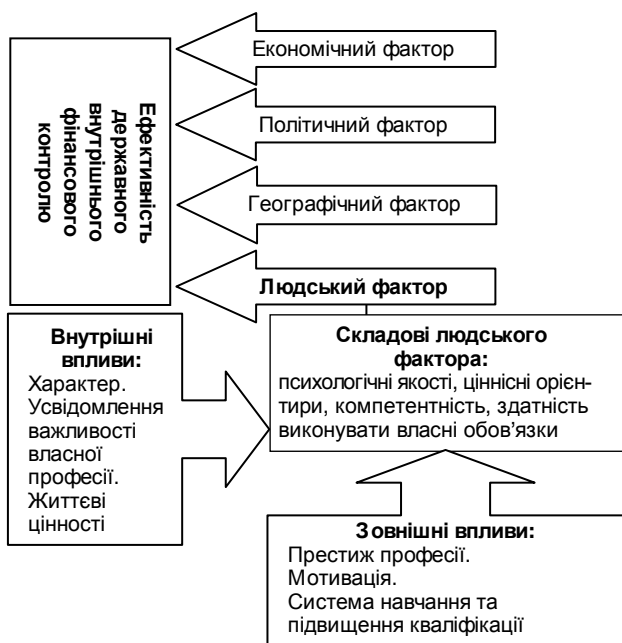 Ефективність
державного
внутрішнього
фінансового
контролю
Економічний фактор
Політичний фактор
Географічний фактор
Людський фактор
Внутрішні
впливи:
Характер.
Усвідомлення
важливості
власної
професії.
Життєві
цінності
Складові людського
фактора:
психологічні якості, ціннісні орієн-
тири, компетентність, здатність
виконувати власні обов’язки
Зовнішні впливи:
Престиж професії.
Мотивація.
Система навчання та
підвищення кваліфікації